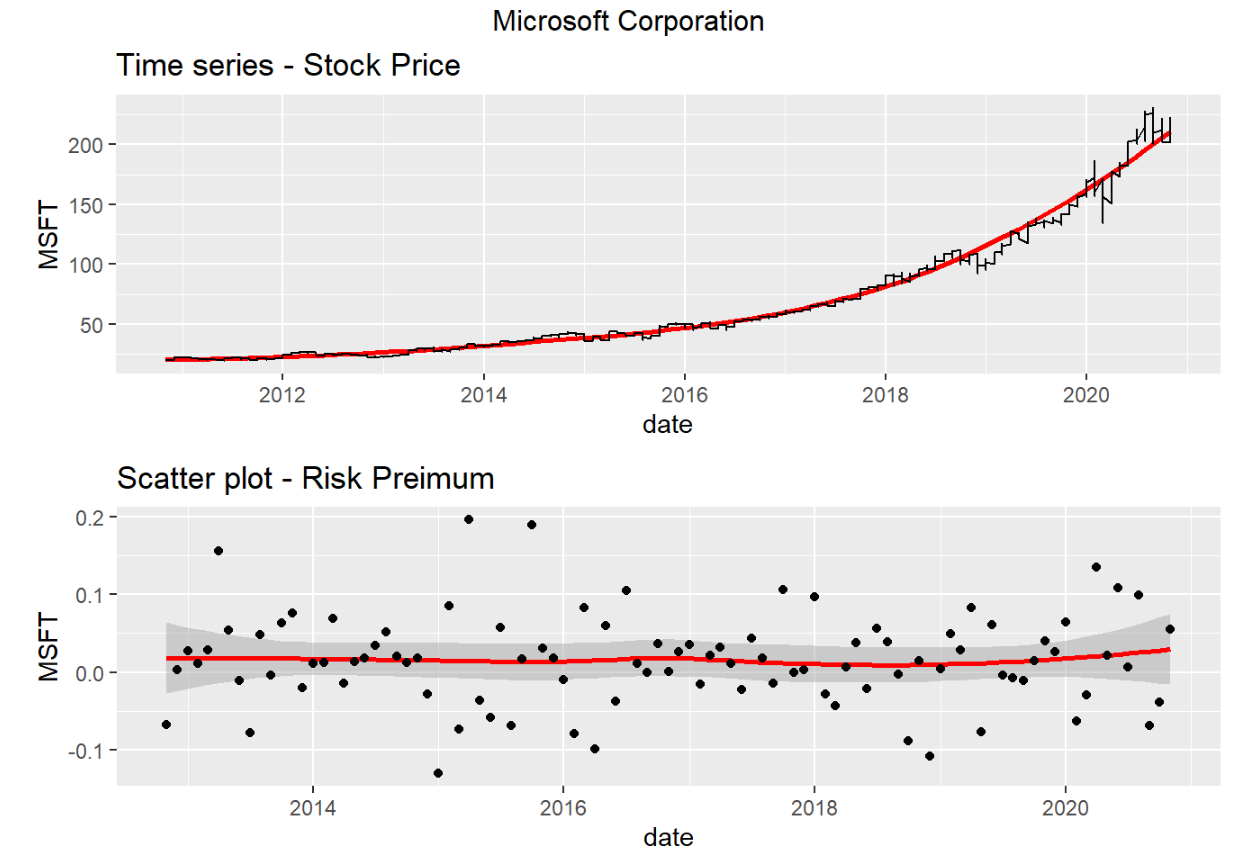 Microsoft Corporation
Time series - Stock Price
200
150
100
50
MSFT
2012 2014 2016 2018 2020
date
Scatter plot - Risk Preimum
0.2
0.1
0.0
-0.1
MSFT
2014 2016 2018 2020
date